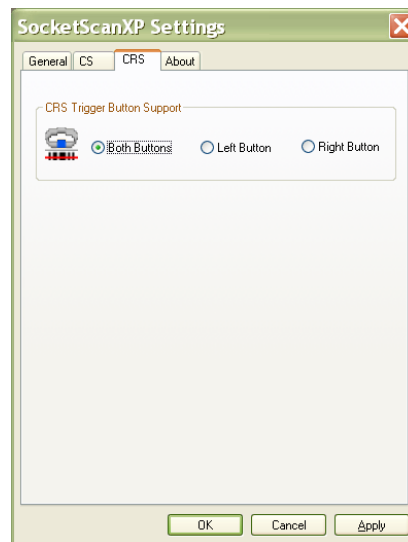 SocketScanXP Settings
General CS CRS About
CRS Trigger Button Support
Both Buttons Left Button Right Button
OK Cancel Apply